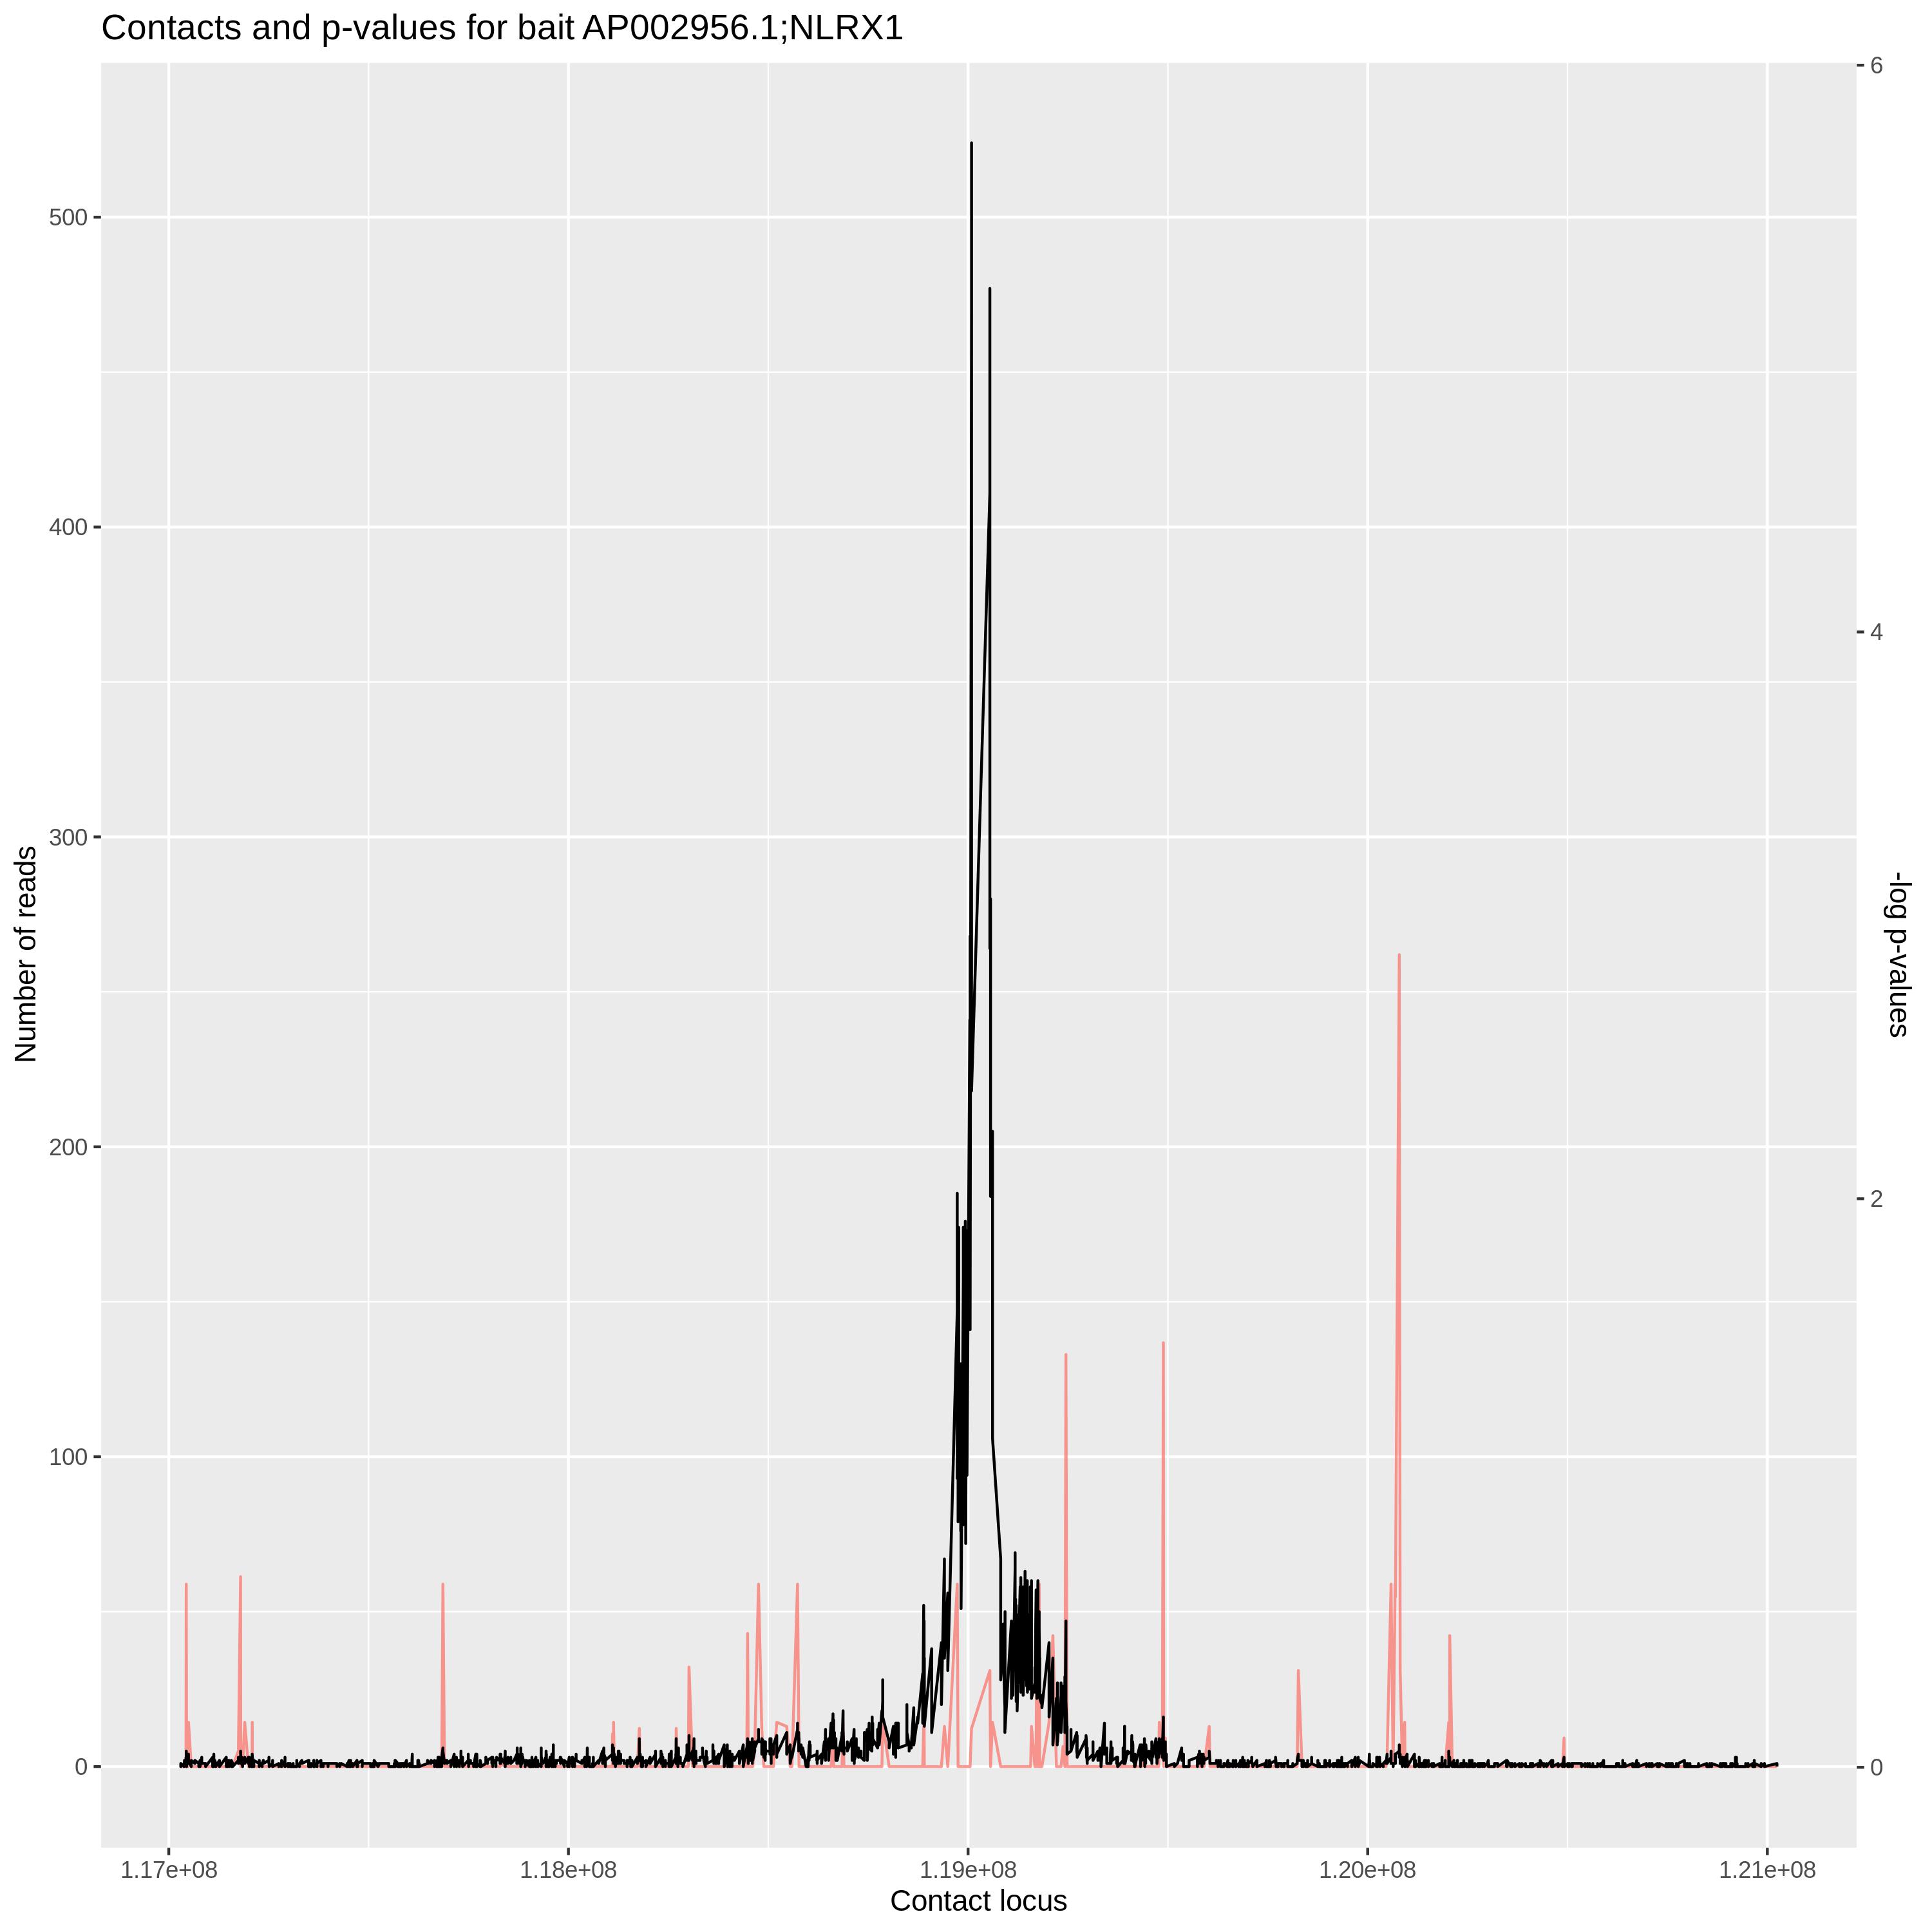 Contacts and p-values for bait AP002956.1;NLRX1
6
500
4
400
300
Number of reads
-log p-values
2
200
100
0
0
1.17e+08
1.18e+08
1.19e+08
1.20e+08
1.21e+08
Contact locus